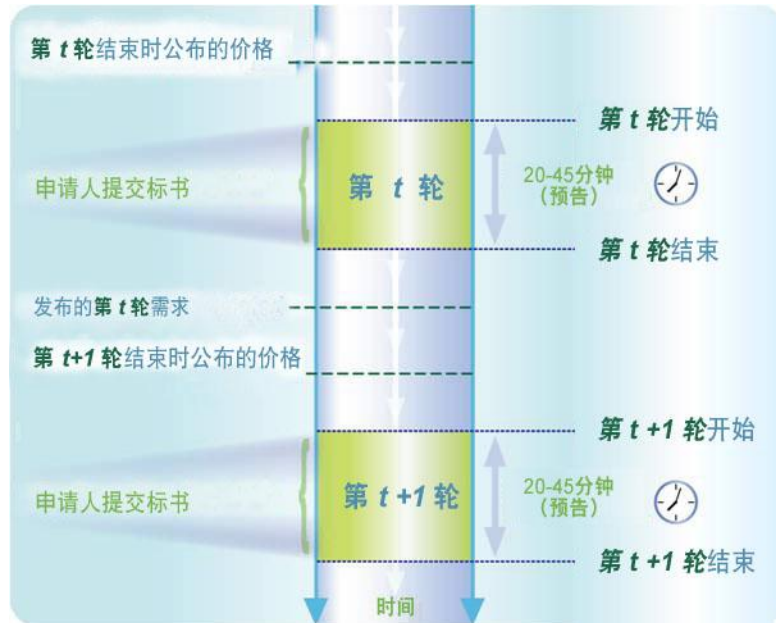 第 t 轮结束时公布的价格
第 t 轮开始
申请人提交标书
第 t 轮
20-45分钟
（预告）
第 t 轮结束
发布的第 t 轮需求
第 t+1 轮结束时公布的价格
第 t +1 轮开始
申请人提交标书
第 t +1 轮
20-45分钟
（预告）
第 t +1 轮结束
时间